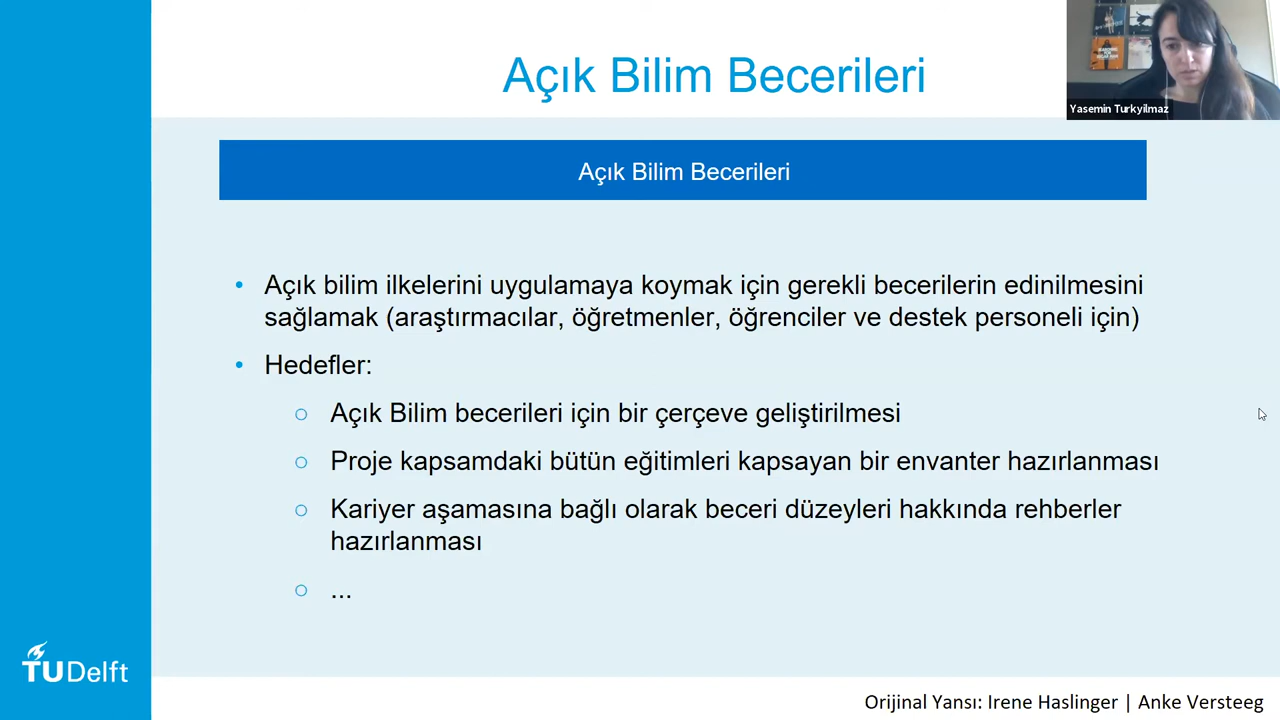 Açık Bilim Becerileri
Yasemin Turkyilmaz
Açık Bilim Becerileri
• Açık bilim ilkelerini uygulamaya koymak için gerekli becerilerin edinilmesini
sağlamak (araştırmacılar, öğretmenler, öğrenciler ve destek personeli için)
• Hedefler:
○ Açık Bilim becerileri için bir çerçeve geliştirilmesi
○ Proje kapsamdaki bütün eğitimleri kapsayan bir envanter hazırlanması
○ Kariyer aşamasına bağlı olarak beceri düzeyleri hakkında rehberler
hazırlanması
○ ...
TUDelft
Orijinal Yansı: Irene Haslinger | Anke Versteeg